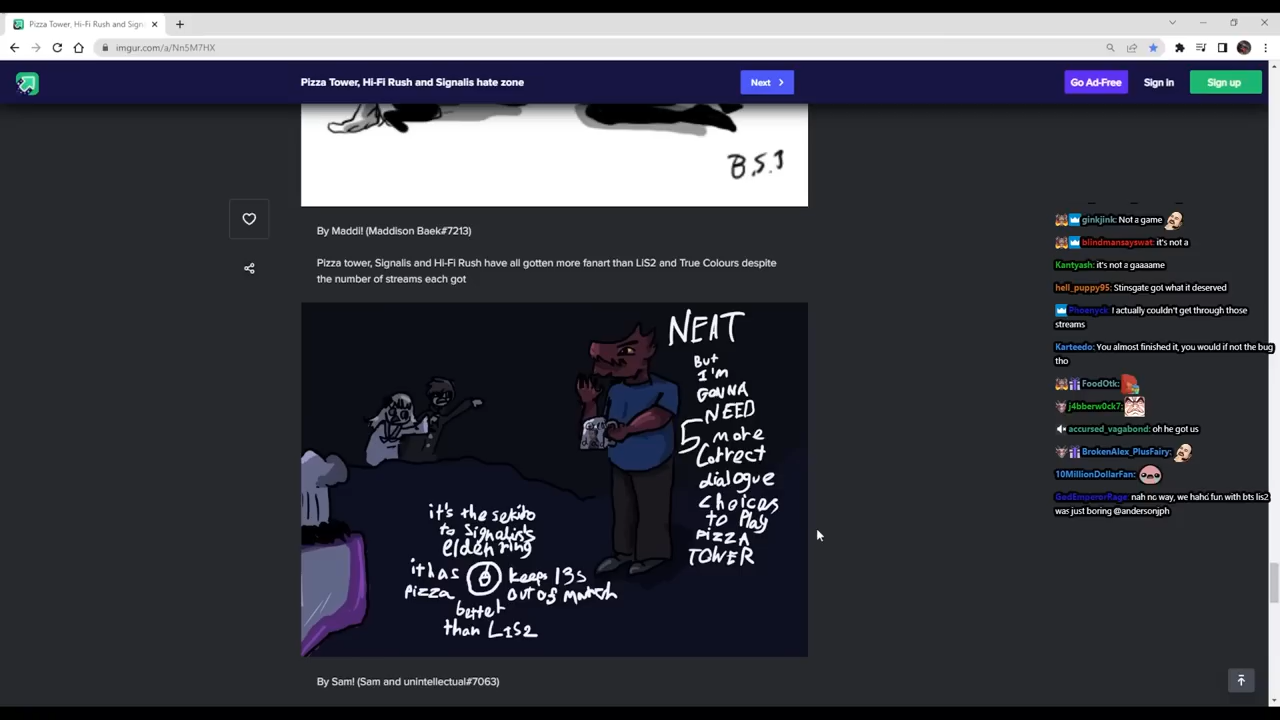 Pizza Tower, Hi-Fi Rush and Sign
imgur.com/a/Nn5M7HX
Pizza Tower, Hi-Fi Rush and Signalis hate zone
Next
Go Ad-Free
Sign in
Sign up
B.S.J
By Maddi! (Maddison Baek#7213)
Pizza tower, Signalis and Hi-Fi Rush have all gotten more fanart than LiS2 and True Colours despite
the number of streams each got
NEAT
But
I'm
GONNA
NEED
5 more
Correct
dialogue
choices
to Play
PIZZA
TOWER
it's the sekiro
to Signalis's
elden ring
it has keeps 13s
pizza out of match
better
than LIS2
By Sam! (Sam and unintellectual#7063)
ginkjink: Not a game
blindmansayswat: it's not a
Kantyash: it's not a gaaaame
hell_puppy95: Stinsgate got what it deserved
Phoenyck: I actually couldn't get through those
streams
Karteedo: You almost finished it, you would if not the bug
tho
FoodOtk:
j4bberw0ck7:
accursed_vagabond: oh he got us
BrokenAlex_PlusFairy:
10MillionDollarFan:
GodEmperorRage: nah no way, we hahd fun with bts lis2
was just boring @andersonjph